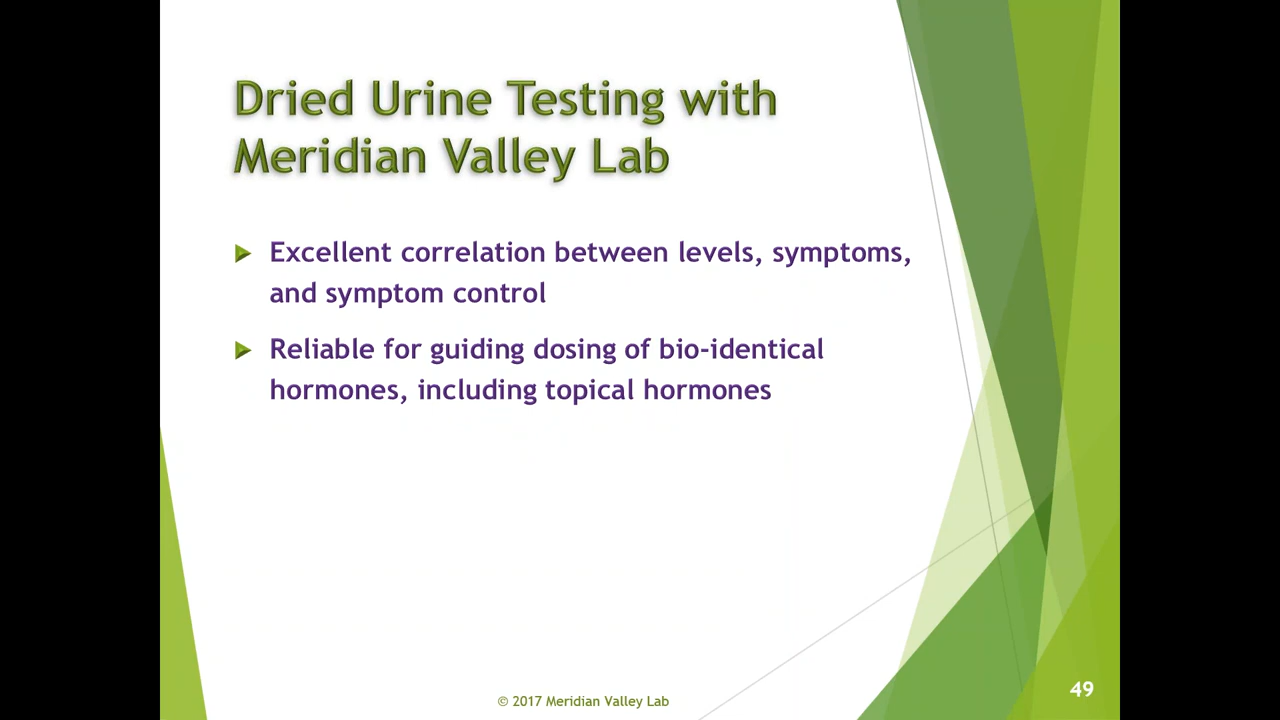 Dried Urine Testing with
Meridian Valley Lab
Excellent correlation between levels, symptoms,
and symptom control
Reliable for guiding dosing of bio-identical
hormones, including topical hormones
© 2017 Meridian Valley Lab
49